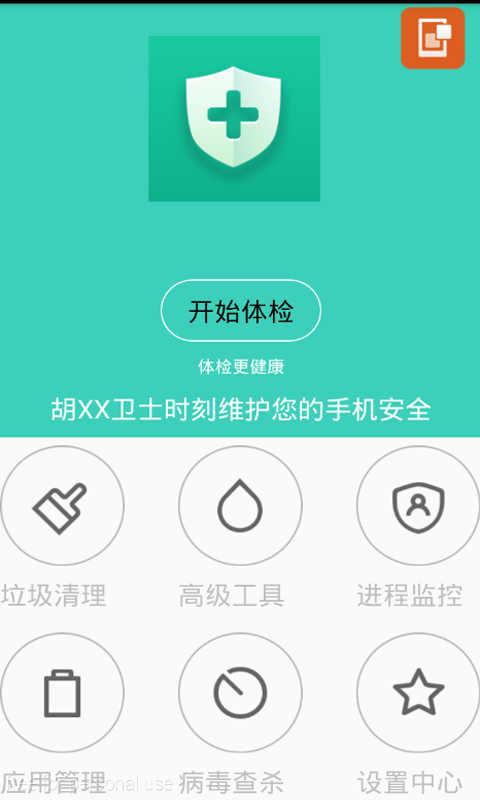 开始体检
体检更健康
胡XX卫士时刻维护您的手机安全
垃圾清理 高级工具 进程监控
应用管理 病毒查杀 设置中心
personal use